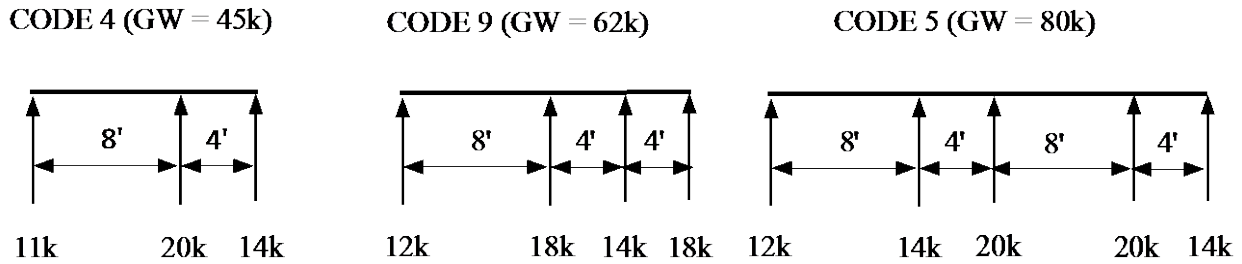 CODE 4 (GW = 45k) CODE 9 (GW = 62k) CODE 5 (GW = 80k)
8' 4' 8' 4' 4' 8' 4' 8' 4'
11k 20k 14k 12k 18k 14k 18k 12k 14k 20k 20k 14k